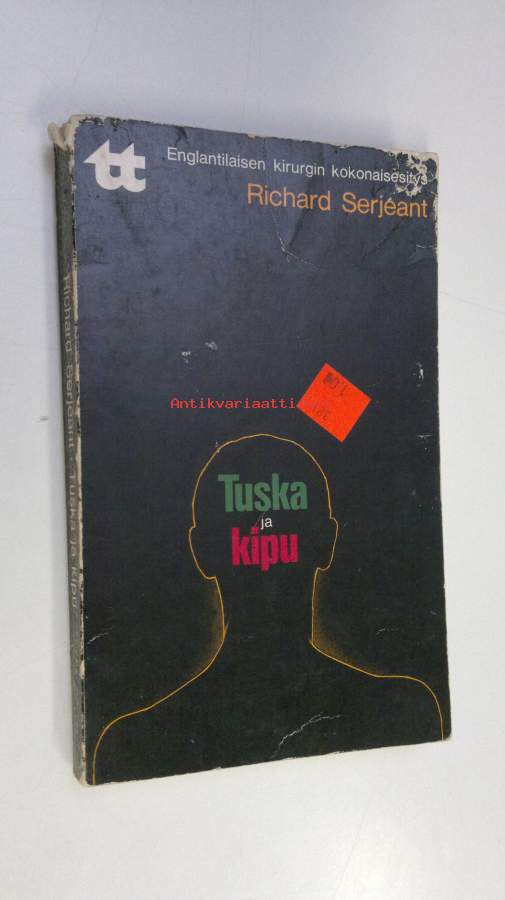 tt
Englantilaisen kirurgin kokonaisesitys
Richard Serjeant
Antikvariaatti
Tuska
ja
kipu
Richard Serjeant Tuska ja kipu